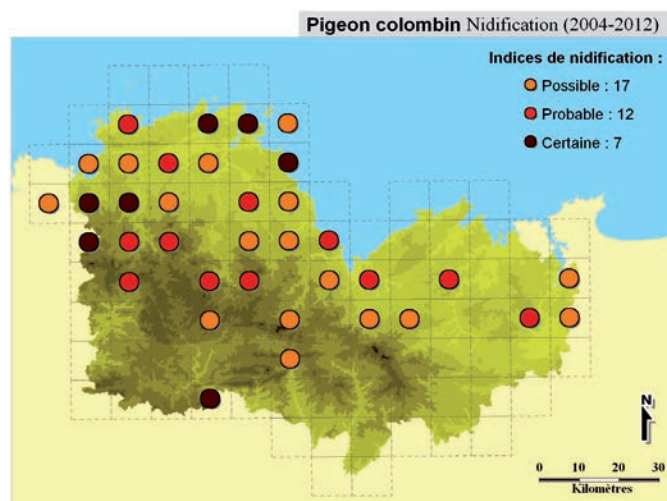 Pigeon colombin Nidification (2004-2012)
Indices de nidification :
Possible : 17
Probable : 12
Certaine : 7
N
0 10 20 30
Kilomètres